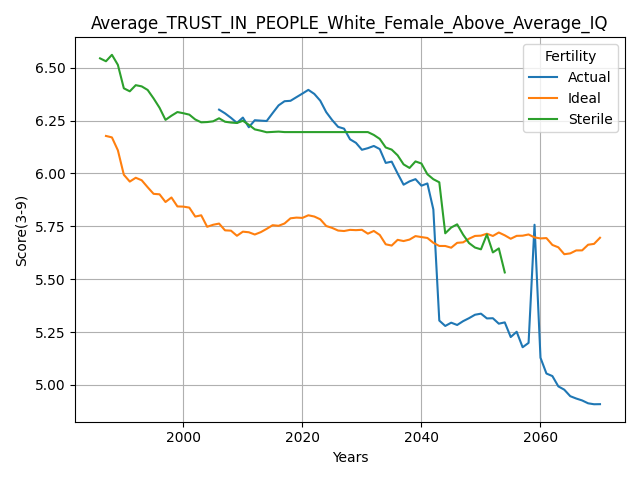 Average_TRUST_IN_PEOPLE_White_Female_Above_Average_IQ
Fertility
Actual
Ideal
Sterile
Score(3-9)
6.50
6.25
6.00
5.75
5.50
5.25
5.00
2000
2020
2040
2060
Years